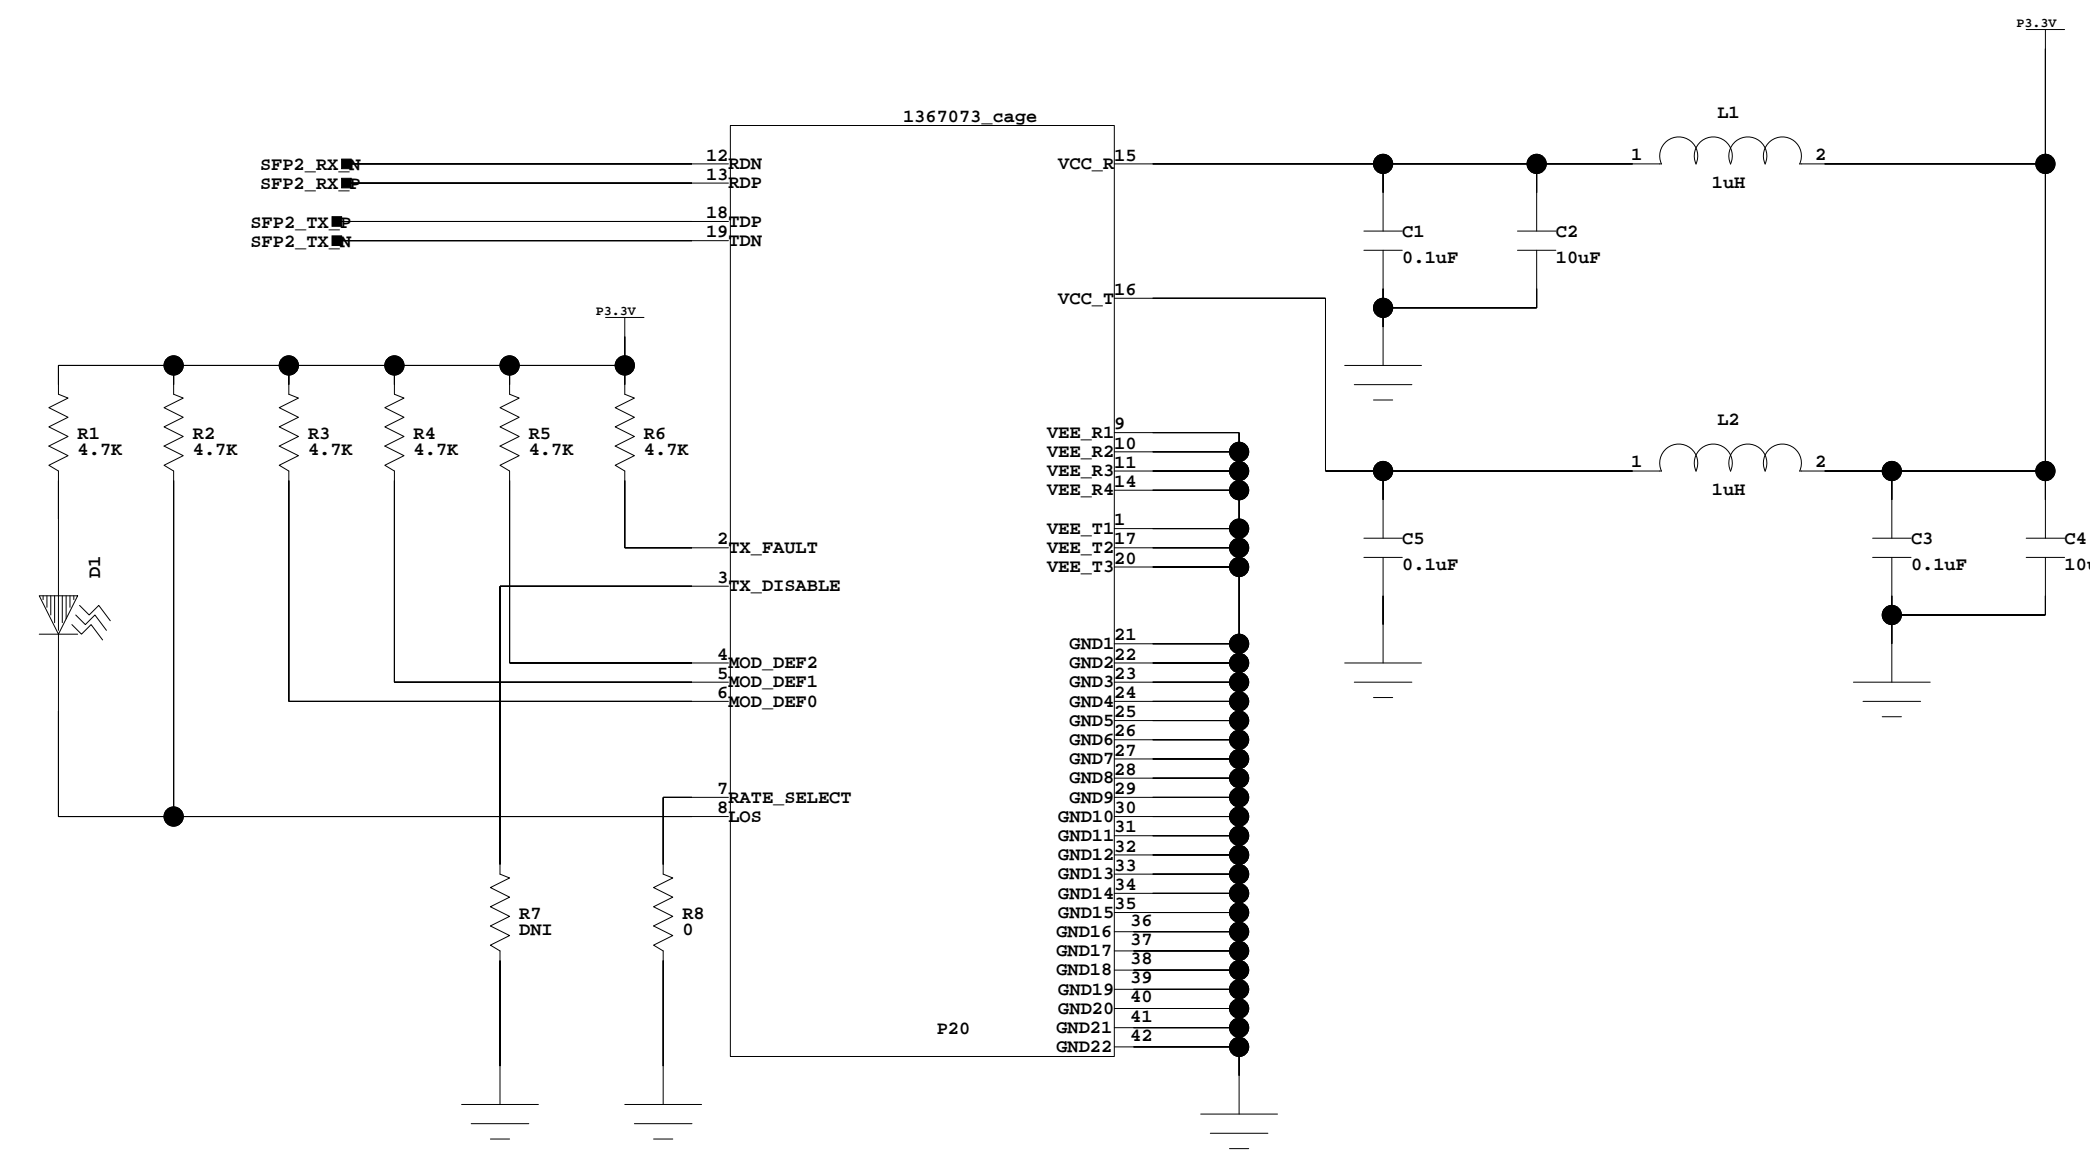 P3.3V
1367073_cage
L1
SFP2_RX_N 12 RDN VCC_R 15 1 2
SFP2_RX_P 13 RDP 1uH
SFP2_TX_P 18 TDP
SFP2_TX_N 19 TDN
C1 C2
0.1uF 10uF
VCC_T 16
P3.3V
R1 R2 R3 R4 R5 R6
4.7K 4.7K 4.7K 4.7K 4.7K 4.7K
L2
VEE_R1 9
VEE_R2 10
VEE_R3 11 1 2
VEE_R4 14 1uH
VEE_T1 1
2 TX_FAULT VEE_T2 17 C5 C3 C4
D1 VEE_T3 20 0.1uF 0.1uF
3 TX_DISABLE
GND1 21
4 MOD_DEF2 GND2 22
5 MOD_DEF1 GND3 23
6 MOD_DEF0 GND4 24
GND5 25
GND6 26
GND7 27
GND8 28
7 RATE_SELECT GND9 29
8 LOS GND10 30
GND11 31
GND12 32
GND13 33
GND14 34
R7 R8 GND15 35
DNI 0 GND16 36
GND17 37
GND18 38
GND19 39
GND20 40
P20 GND21 41
GND22 42